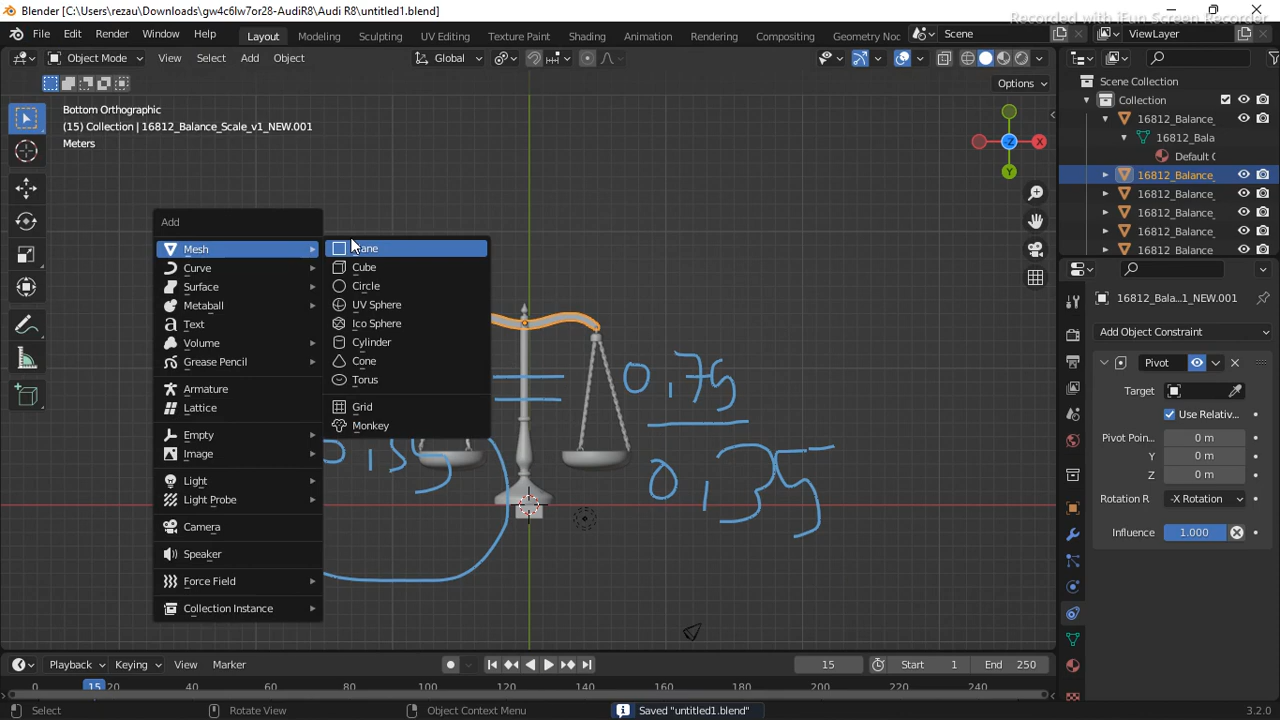 Blender [C:\Users\rezau\Downloads\gw4c6lw7or28-AudiR8\Audi R8\untitled1.blend]
Recorded with iFun Screen Recorder
File Edit Render Window Help Layout Modeling Sculpting UV Editing Texture Paint Shading Animation Rendering Compositing Geometry Noc Scene ViewLayer
Object Mode View Select Add Object Global
Options
Bottom Orthographic
(15) Collection | 16812_Balance_Scale_v1_NEW.001
Meters
X
Y
-Z
Add
Mesh
Curve
Surface
Metaball
Text
Volume
Grease Pencil
Armature
Lattice
Empty
Image
Light
Light Probe
Camera
Speaker
Force Field
Collection Instance
Cube
Circle
UV Sphere
Ico Sphere
Cylinder
Cone
Torus
Grid
Monkey
0,75
0,35
Scene Collection
Collection
16812_Balance_
16812_Bala
Default C
16812_Balance_
16812_Balance_
16812_Balance_
16812_Balance_
16812_Balance_
16812_Bala...1_NEW.001
Add Object Constraint
Pivot
Target
Use Relativ...
Pivot Poin... 0 m
Y 0 m
Z 0 m
Rotation R -X Rotation
Influence 1.000
Playback Keying View Marker 15 Start 1 End 250
0 15 20 40 60 80 100 120 140 160 180 200 220 240
Select Rotate View Object Context Menu Saved "untitled1.blend" 3.2.0